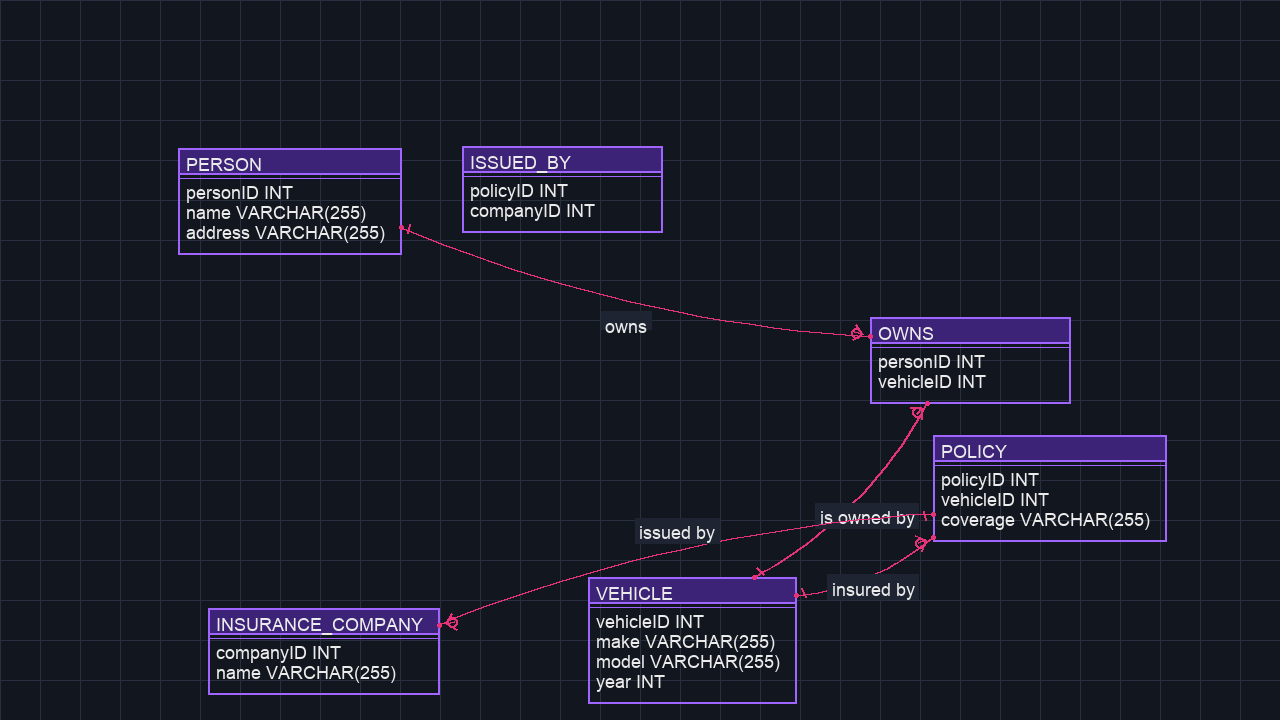 PERSON
personID INT
name VARCHAR(255)
address VARCHAR(255)
ISSUED_BY
policyID INT
companyID INT
owns
OWNS
personID INT
vehicleID INT
POLICY
policyID INT
vehicleID INT
coverage VARCHAR(255)
is owned by
issued by
insured by
VEHICLE
vehicleID INT
make VARCHAR(255)
model VARCHAR(255)
year INT
INSURANCE_COMPANY
companyID INT
name VARCHAR(255)